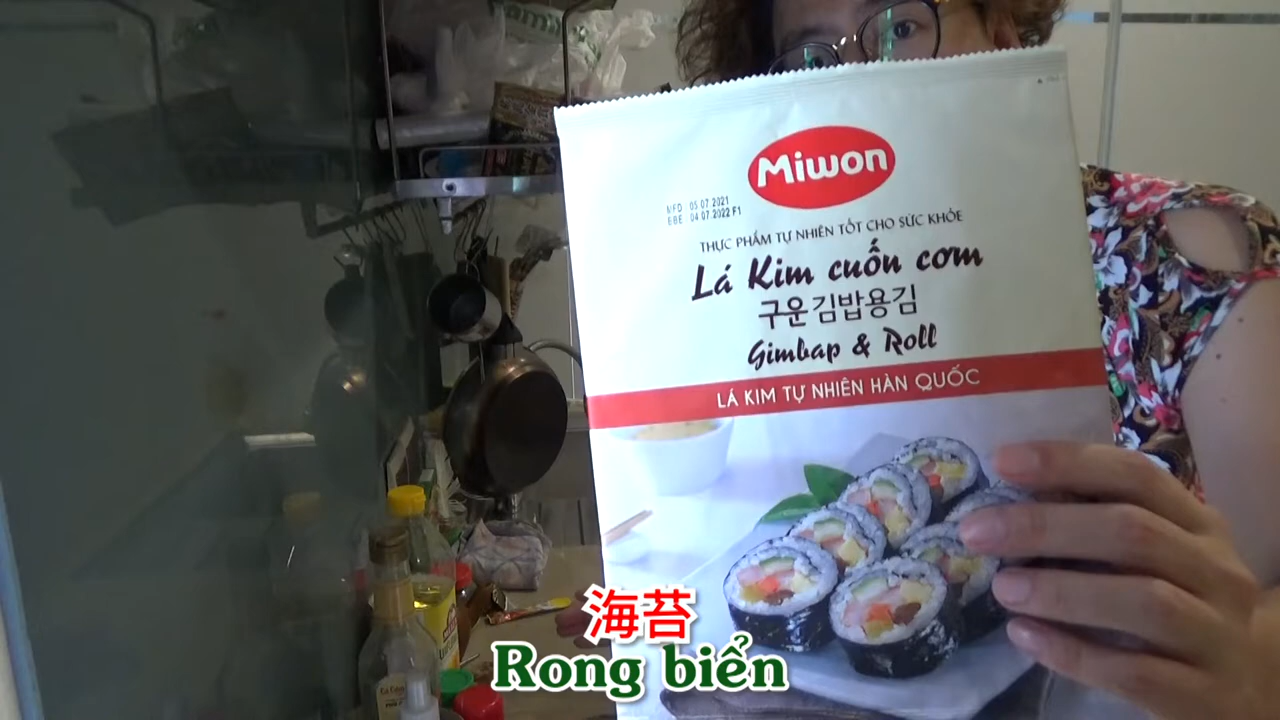 Miwon
MFD 05 07 2021
EBE 04 07 2022 F1
THỰC PHẨM TỰ NHIÊN TỐT CHO SỨC KHỎE
Lá Kim cuốn cơm
구운김밥용김
Gimbap & Roll
LÁ KIM TỰ NHIÊN HÀN QUỐC
海苔
Rong biển